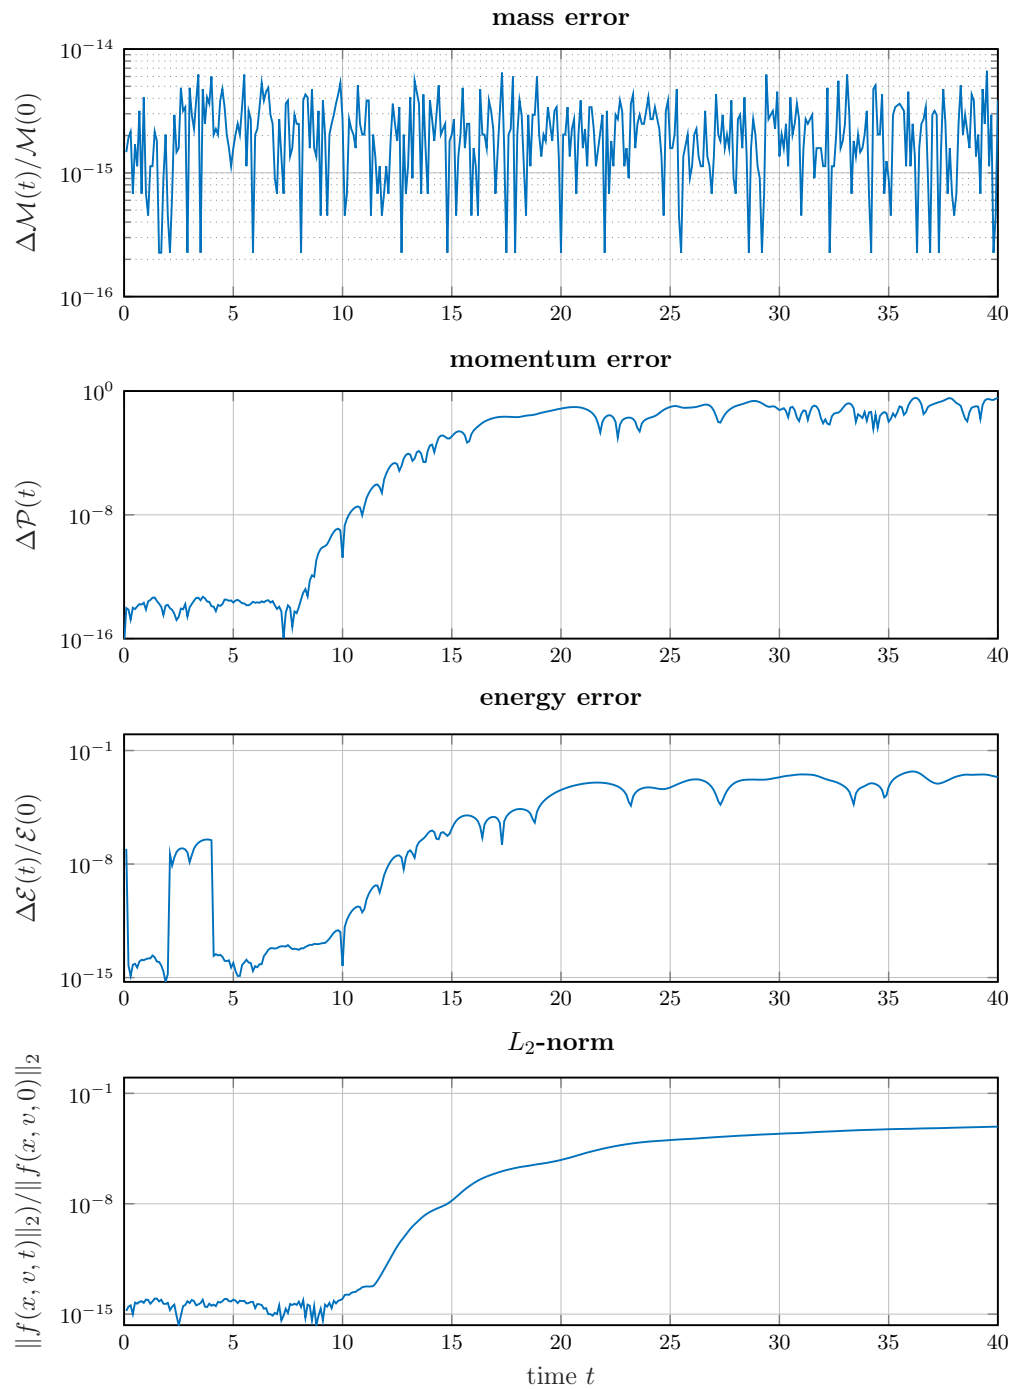 mass error
ΔM(t)/M(0)
10⁻¹⁴
10⁻¹⁵
10⁻¹⁶
0 5 10 15 20 25 30 35 40
momentum error
ΔP(t)
10⁰
10⁻⁸
10⁻¹⁶
0 5 10 15 20 25 30 35 40
energy error
ΔℰE(t)/ℰ(0)
10⁻¹
10⁻⁸
10⁻¹⁵
0 5 10 15 20 25 30 35 40
L₂-norm
‖f(x, v, t)‖₂)/‖f(x, v, 0)‖₂
10⁻¹
10⁻⁸
10⁻¹⁵
0 5 10 15 20 25 30 35 40
time t